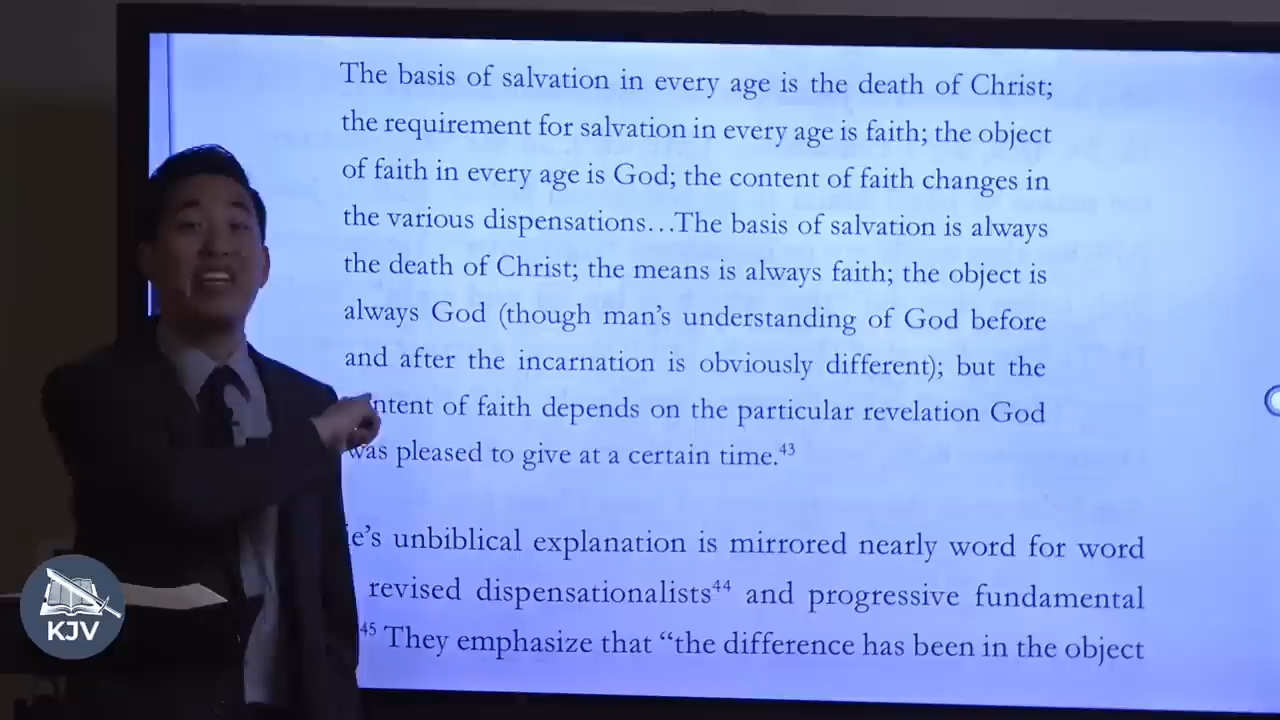 The basis of salvation in every age is the death of Christ;
the requirement for salvation in every age is faith; the object
of faith in every age is God; the content of faith changes in
the various dispensations…The basis of salvation is always
the death of Christ; the means is always faith; the object is
always God (though man’s understanding of God before
and after the incarnation is obviously different); but the
ntent of faith depends on the particular revelation God
was pleased to give at a certain time.⁴³
ie’s unbiblical explanation is mirrored nearly word for word
revised dispensationalists⁴⁴ and progressive fundamental
⁴⁵ They emphasize that “the difference has been in the object
KJV